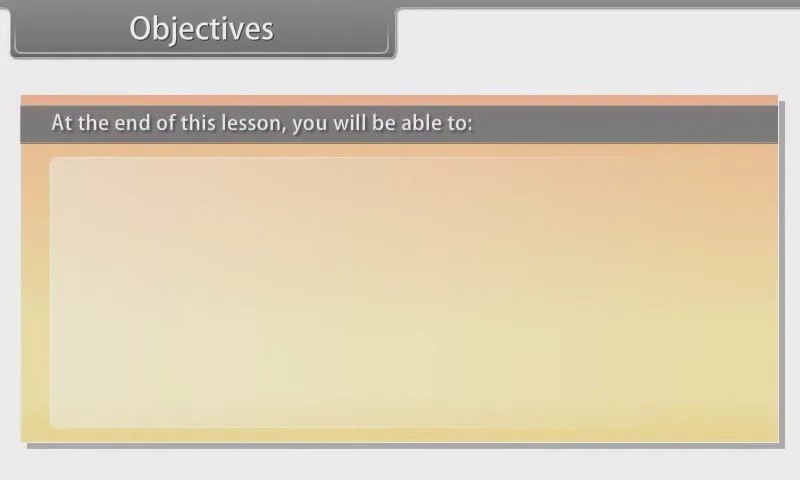 Objectives
At the end of this lesson, you will be able to: